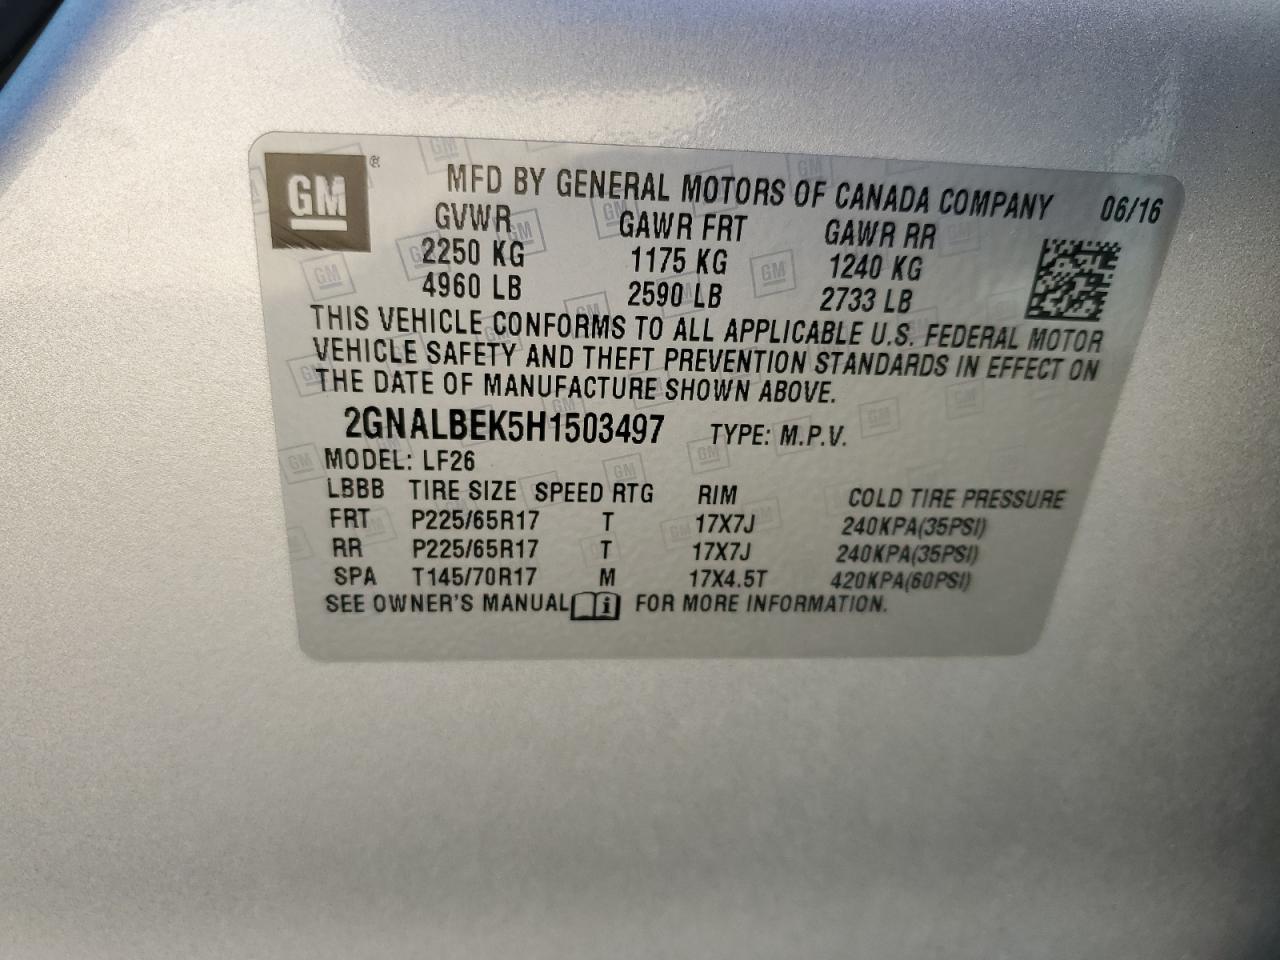 GM ® MFD BY GENERAL MOTORS OF CANADA COMPANY 06/16
GVWR GAWR FRT GAWR RR
2250 KG 1175 KG 1240 KG
4960 LB 2590 LB 2733 LB
THIS VEHICLE CONFORMS TO ALL APPLICABLE U.S. FEDERAL MOTOR
VEHICLE SAFETY AND THEFT PREVENTION STANDARDS IN EFFECT ON
THE DATE OF MANUFACTURE SHOWN ABOVE.
2GNALBEK5H1503497 TYPE: M.P.V.
MODEL: LF26
LBBB TIRE SIZE SPEED RTG RIM COLD TIRE PRESSURE
FRT P225/65R17 T 17X7J 240KPA(35PSI)
RR P225/65R17 T 17X7J 240KPA(35PSI)
SPA T145/70R17 M 17X4.5T 420KPA(60PSI)
SEE OWNER'S MANUAL i FOR MORE INFORMATION.